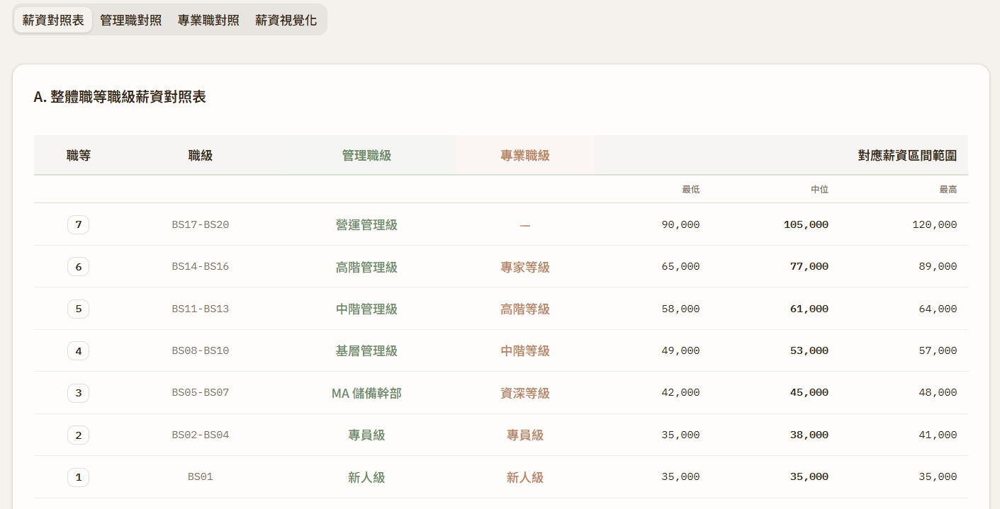 薪資對照表 管理職對照 專業職對照 薪資視覺化
A. 整體職等職級薪資對照表
職等 職級 管理職級 專業職級 對應薪資區間範圍
最低 中位 最高
7 BS17-BS20 營運管理級 — 90,000 105,000 120,000
6 BS14-BS16 高階管理級 專家等級 65,000 77,000 89,000
5 BS11-BS13 中階管理級 高階等級 58,000 61,000 64,000
4 BS08-BS10 基層管理級 中階等級 49,000 53,000 57,000
3 BS05-BS07 MA 儲備幹部 資深等級 42,000 45,000 48,000
2 BS02-BS04 專員級 專員級 35,000 38,000 41,000
1 BS01 新人級 新人級 35,000 35,000 35,000